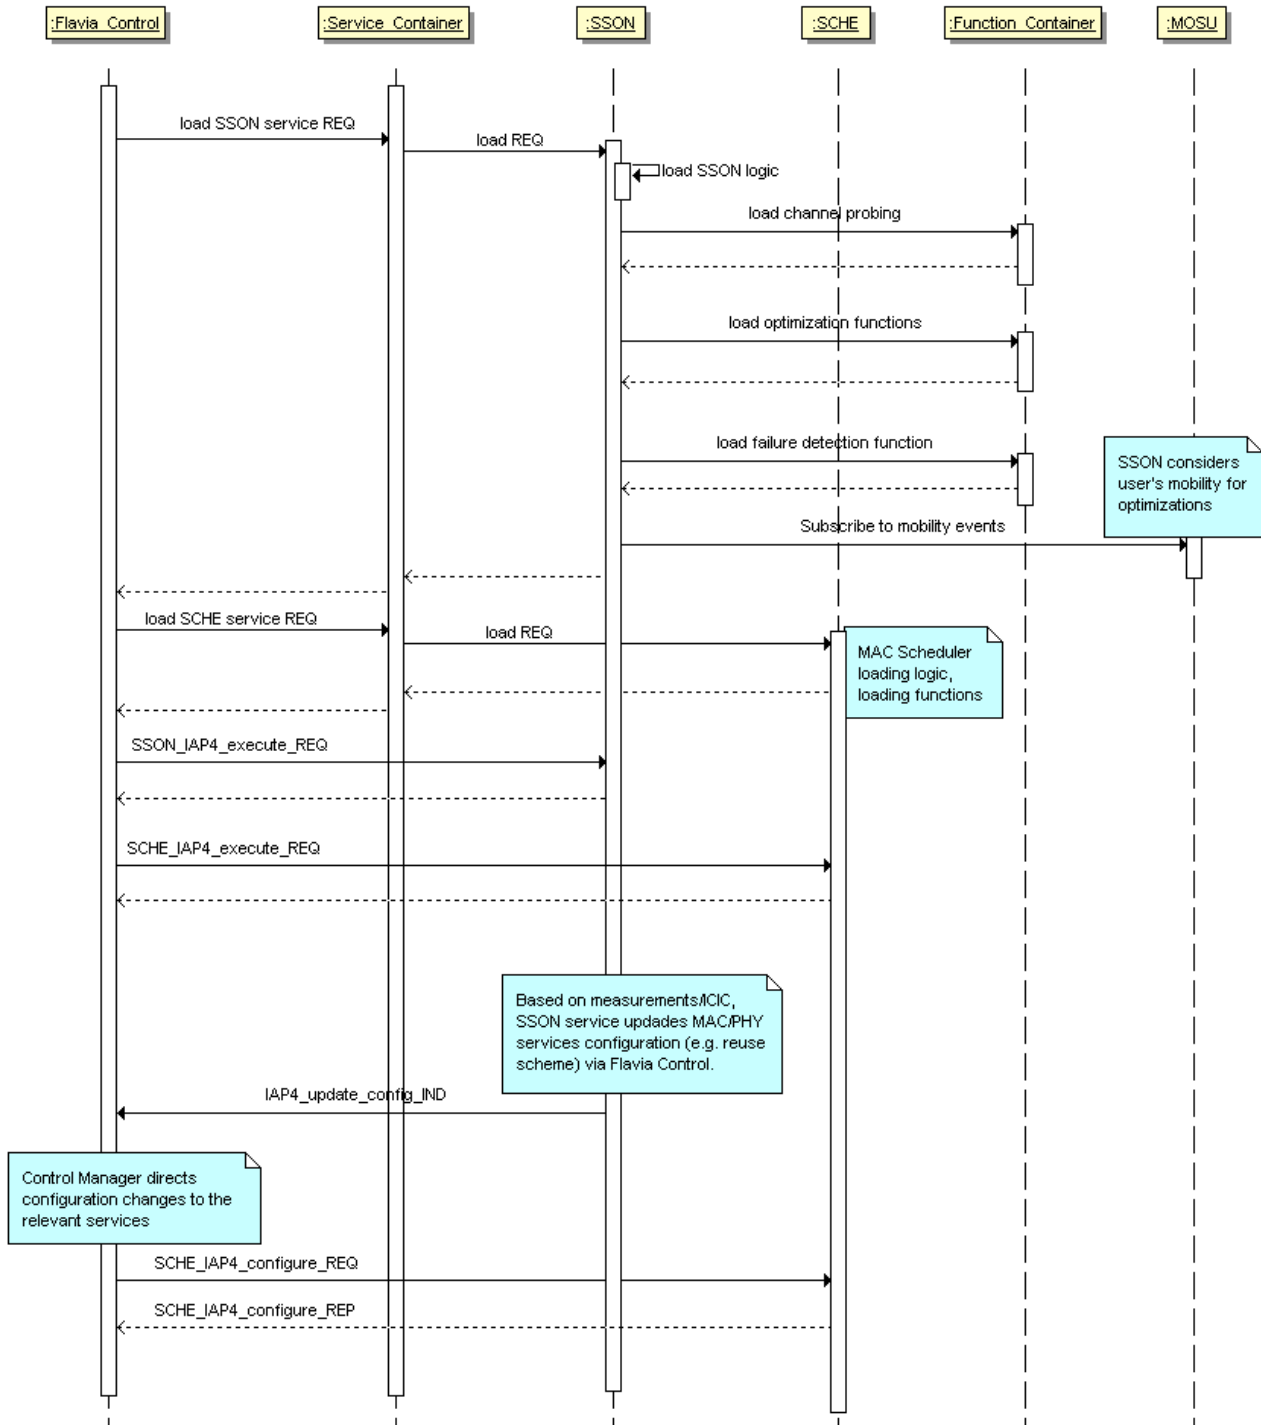 :Flavia_Control
:Service_Container
:SSON
:SCHE
:Function_Container
:MOSU
load SSON service REQ
load REQ
load SSON logic
load channel probing
load optimization functions
load failure detection function
SSON considers
user's mobility for
optimizations
Subscribe to mobility events
load SCHE service REQ
load REQ
MAC Scheduler
loading logic,
loading functions
SSON_IAP4_execute_REQ
SCHE_IAP4_execute_REQ
Based on measurements/ICIC,
SSON service updades MAC/PHY
services configuration (e.g. reuse
scheme) via Flavia Control.
IAP4_update_config_IND
Control Manager directs
configuration changes to the
relevant services
SCHE_IAP4_configure_REQ
SCHE_IAP4_configure_REP